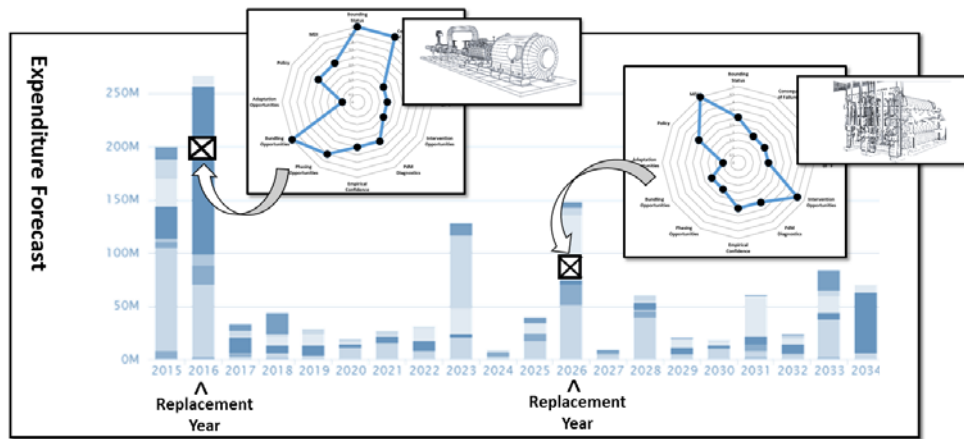 Expenditure Forecast
250M
200M
150M
100M
50M
0M
2015 2016 2017 2018 2019 2020 2021 2022 2023 2024 2025 2026 2027 2028 2029 2030 2031 2032 2033 2034
Replacement
Year
Replacement
Year
Bounding
Status
MEI
Policy
Adaptation
Opportunities
Bundling
Opportunities
Phasing
Opportunities
Empirical
Confidence
PdM
Diagnostics
Intervention
Opportunities
Bounding
Status
Policy
Adaptation
Opportunities
Bundling
Opportunities
Phasing
Opportunities
Empirical
Confidence
PdM
Diagnostics
Intervention
Opportunities
of Failure